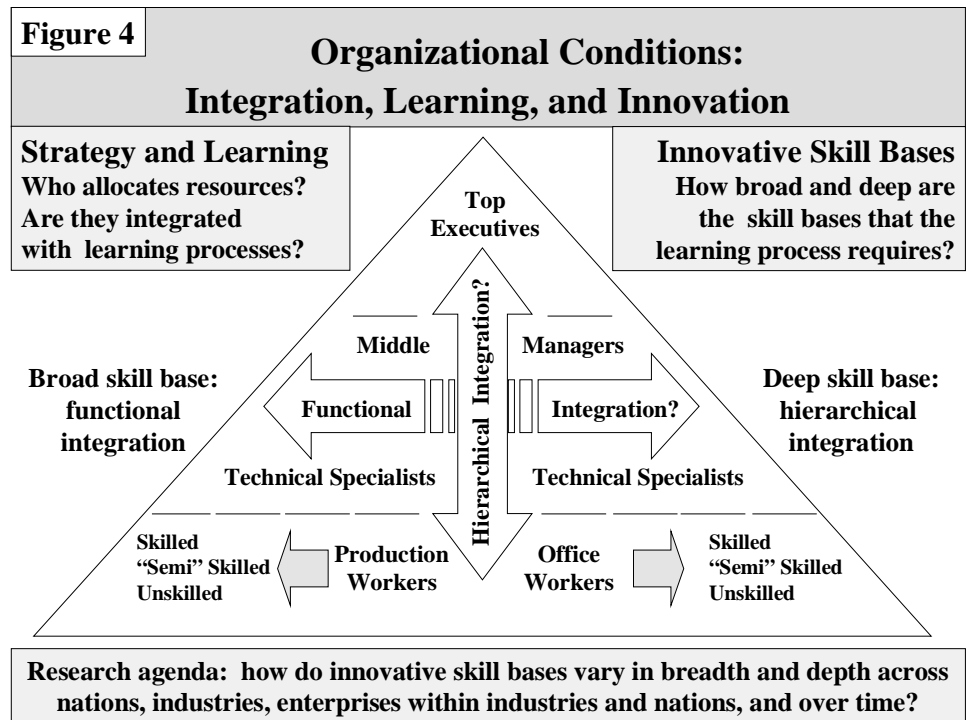 Figure 4
Organizational Conditions:
Integration, Learning, and Innovation
Strategy and Learning
Who allocates resources?
Are they integrated
with learning processes?
Innovative Skill Bases
How broad and deep are
the skill bases that the
learning process requires?
Top
Executives
Hierarchical Integration?
Middle
Managers
Broad skill base:
functional
integration
Functional
Integration?
Deep skill base:
hierarchical
integration
Technical Specialists
Technical Specialists
Skilled
“Semi” Skilled
Unskilled
Production
Workers
Office
Workers
Skilled
“Semi” Skilled
Unskilled
Research agenda: how do innovative skill bases vary in breadth and depth across
nations, industries, enterprises within industries and nations, and over time?